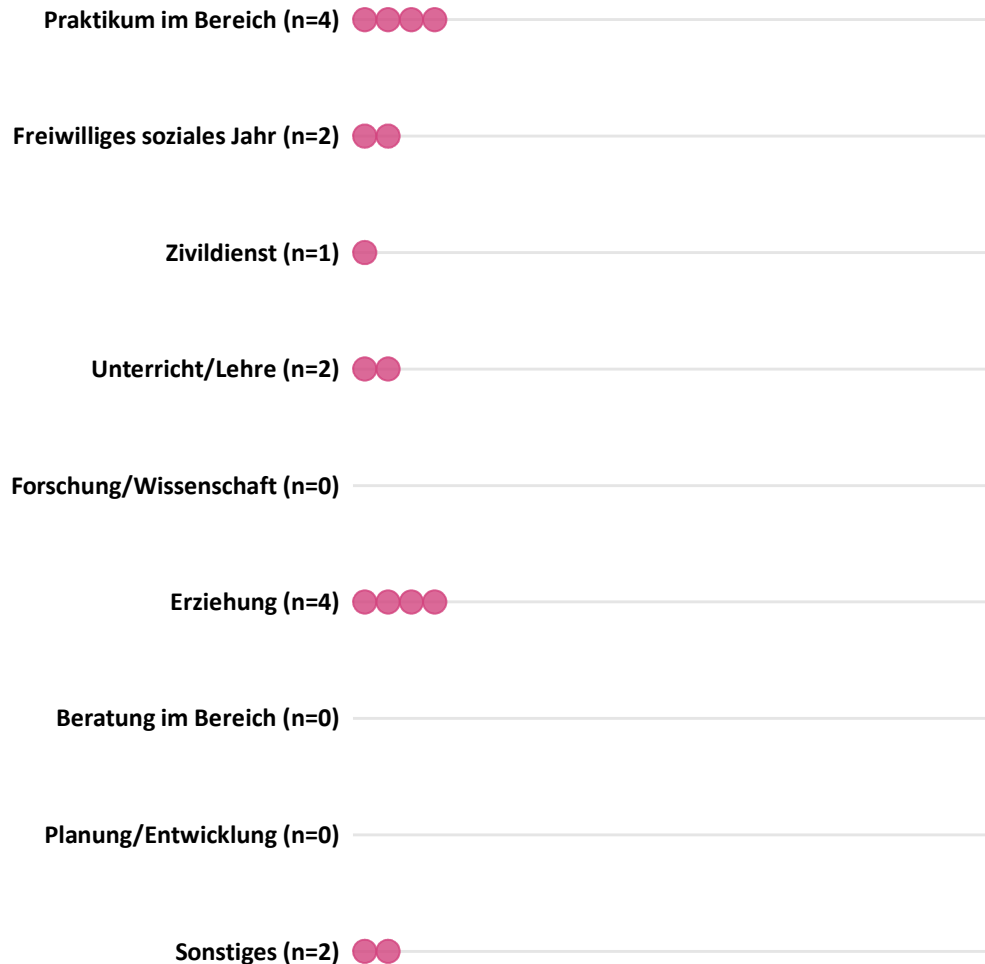 Praktikum im Bereich (n=4)
Freiwilliges soziales Jahr (n=2)
Zivildienst (n=1)
Unterricht/Lehre (n=2)
Forschung/Wissenschaft (n=0)
Erziehung (n=4)
Beratung im Bereich (n=0)
Planung/Entwicklung (n=0)
Sonstiges (n=2)